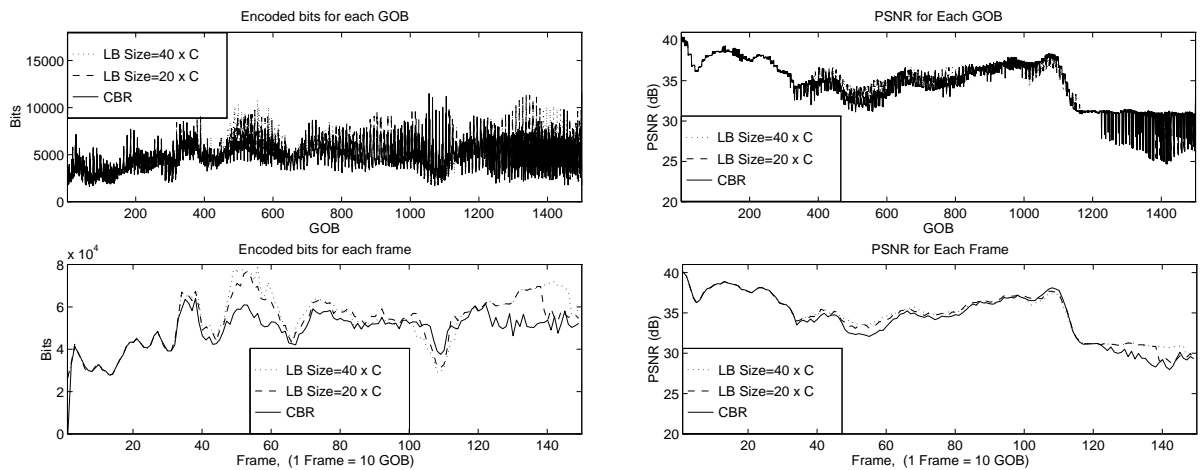 Encoded bits for each GOB
15000
10000
5000
0
Bits
LB Size=40 x C
LB Size=20 x C
CBR
200 400 600 800 1000 1200 1400
GOB
PSNR for Each GOB
40
35
30
25
20
PSNR (dB)
LB Size=40 x C
LB Size=20 x C
CBR
200 400 600 800 1000 1200 1400
GOB
Encoded bits for each frame
x 10^4
8
6
4
2
0
Bits
LB Size=40 x C
LB Size=20 x C
CBR
20 40 60 80 100 120 140
Frame, (1 Frame = 10 GOB)
PSNR for Each Frame
40
35
30
25
20
PSNR (dB)
LB Size=40 x C
LB Size=20 x C
CBR
20 40 60 80 100 120 140
Frame, (1 Frame = 10 GOB)